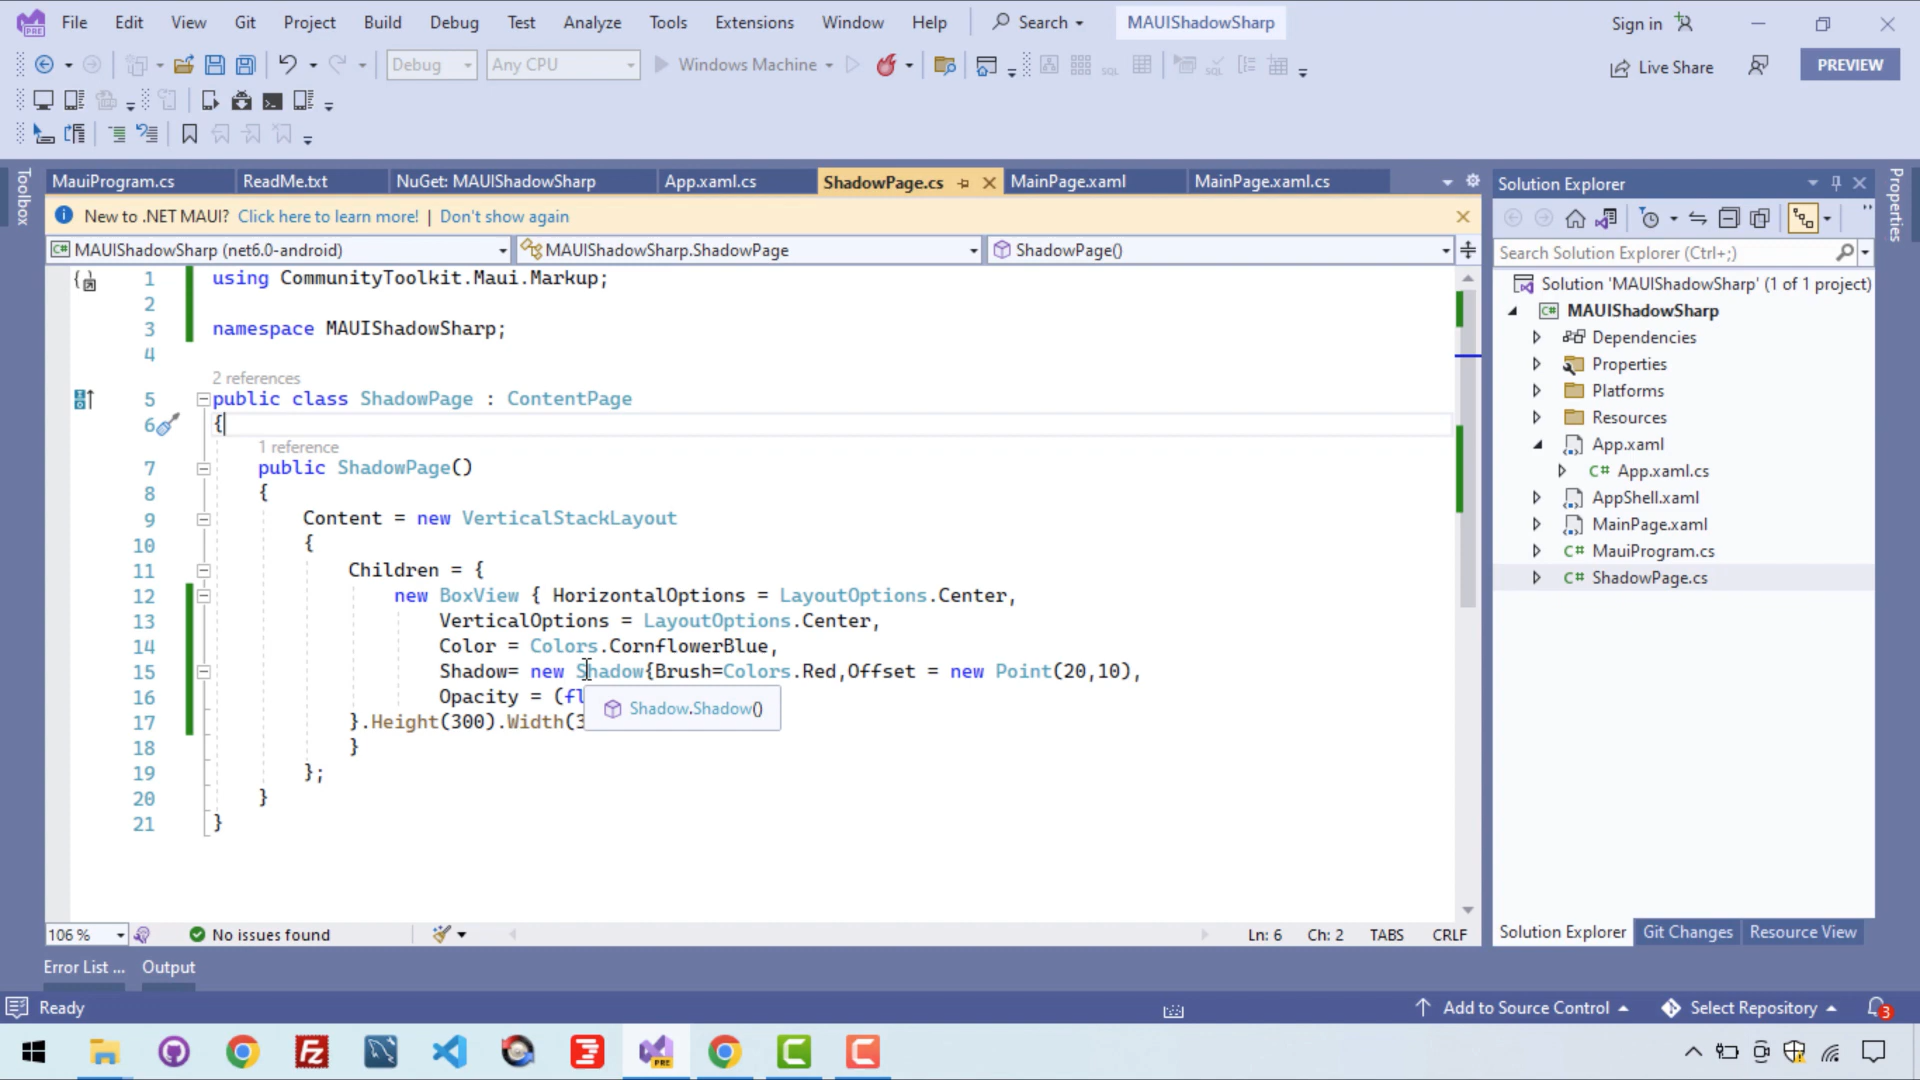 File Edit View Git Project Build Debug Test Analyze Tools Extensions Window Help Search MAUIShadowSharp Sign in
Debug Any CPU Windows Machine Live Share PREVIEW
Toolbox
MauiProgram.cs ReadMe.txt NuGet: MAUIShadowSharp App.xaml.cs ShadowPage.cs MainPage.xaml MainPage.xaml.cs
New to .NET MAUI? Click here to learn more! | Don't show again
MAUIShadowSharp (net6.0-android) MAUIShadowSharp.ShadowPage ShadowPage()
1 using CommunityToolkit.Maui.Markup;
2
3 namespace MAUIShadowSharp;
4
2 references
5 public class ShadowPage : ContentPage
6 {
1 reference
7 public ShadowPage()
8 {
9 Content = new VerticalStackLayout
10 {
11 Children = {
12 new BoxView { HorizontalOptions = LayoutOptions.Center,
13 VerticalOptions = LayoutOptions.Center,
14 Color = Colors.CornflowerBlue,
15 Shadow= new Shadow{Brush=Colors.Red,Offset = new Point(20,10),
16 Opacity = (fl
Shadow.Shadow()
17 }.Height(300).Width(3
18 }
19 };
20 }
21 }
106 % No issues found Ln: 6 Ch: 2 TABS CRLF
Error List ... Output
Solution Explorer
Search Solution Explorer (Ctrl+;)
Solution 'MAUIShadowSharp' (1 of 1 project)
C# MAUIShadowSharp
Dependencies
Properties
Platforms
Resources
App.xaml
C# App.xaml.cs
AppShell.xaml
MainPage.xaml
C# MauiProgram.cs
C# ShadowPage.cs
Solution Explorer Git Changes Resource View
Properties
Ready Add to Source Control Select Repository 3
PRE